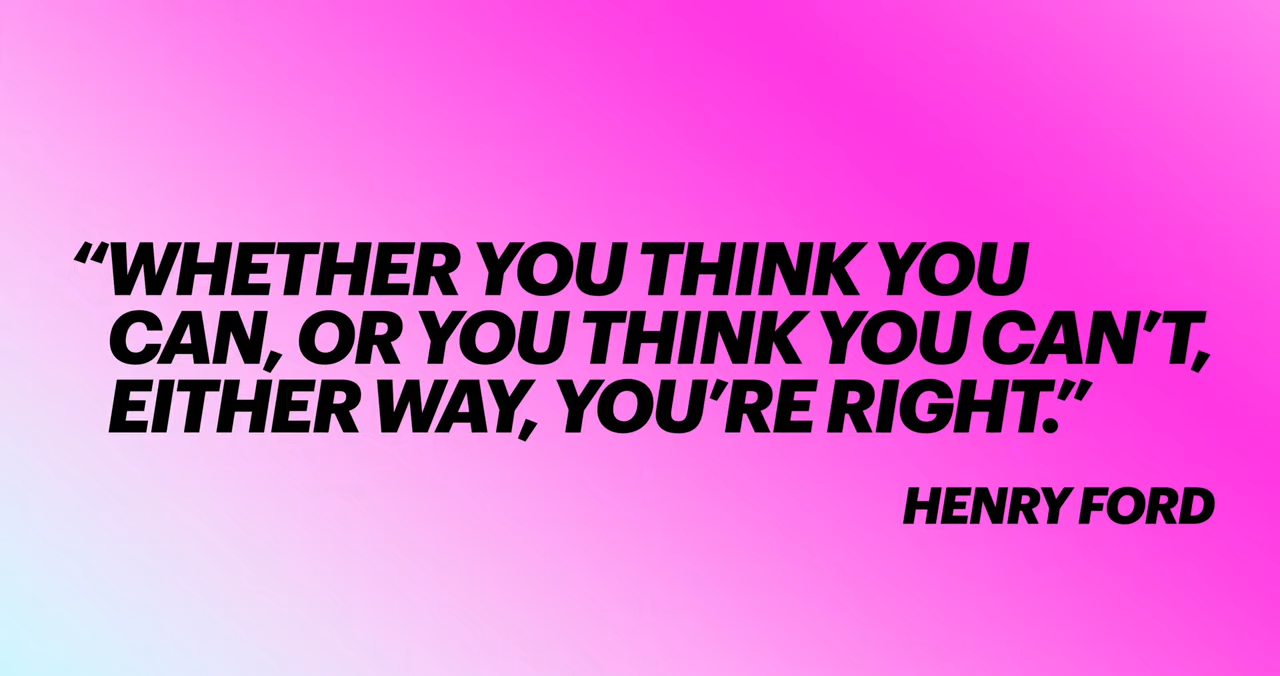 “WHETHER YOU THINK YOU
CAN, OR YOU THINK YOU CAN’T,
EITHER WAY, YOU’RE RIGHT.”
HENRY FORD